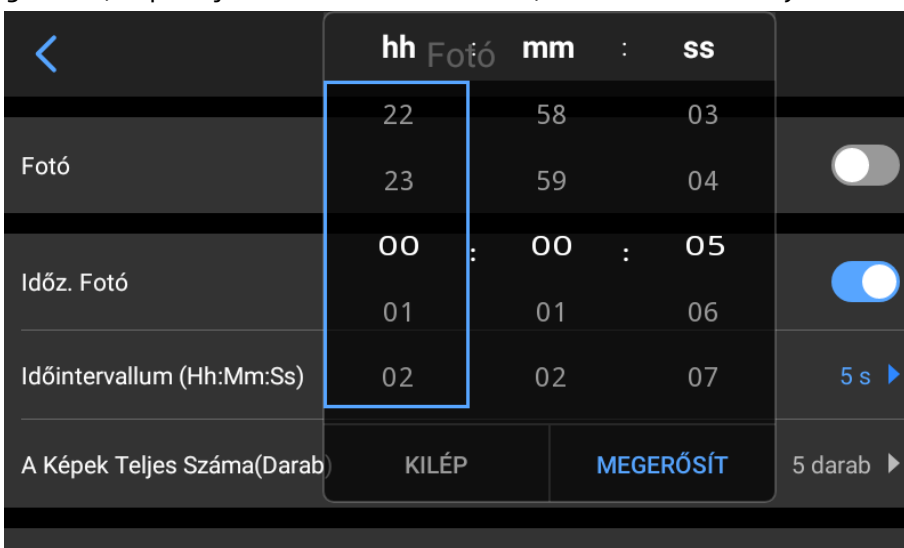 hh : mm : ss
Fotó
22 58 03
Fotó
23 59 04
00 : 00 : 05
Időz. Fotó
01 01 06
Időintervallum (Hh:Mm:Ss)
02 02 07
5 s
A Képek Teljes Száma(Darab)
KILÉP
MEGERŐSÍT
5 darab